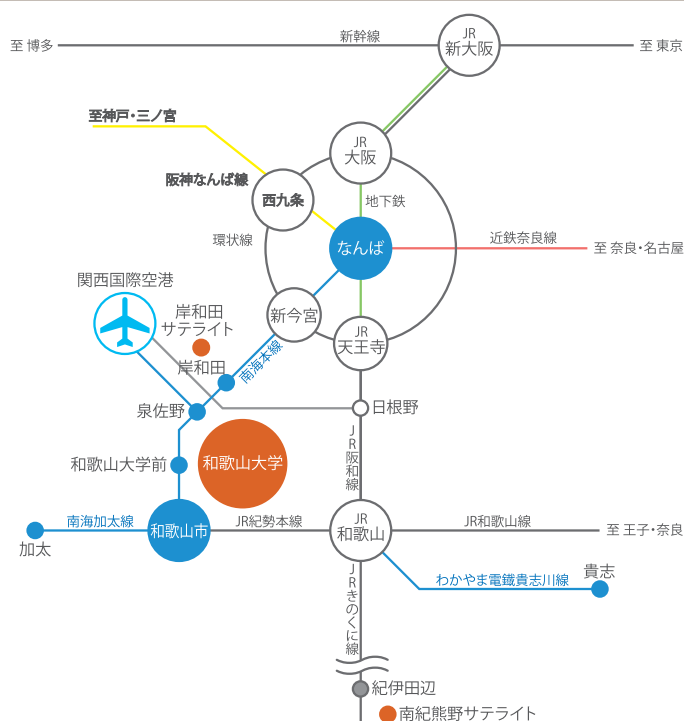 至 博多
新幹線
JR
新大阪
至 東京
至神戸・三ノ宮
JR
大阪
阪神なんば線
西九条
地下鉄
環状線
なんば
近鉄奈良線
至 奈良・名古屋
関西国際空港
岸和田
サテライト
新今宮
JR
天王寺
岸和田
南海本線
泉佐野
日根野
JR阪和線
和歌山大学前
和歌山大学
南海加太線
加太
和歌山市
JR紀勢本線
JR
和歌山
JR和歌山線
至 王子・奈良
わかやま電鐵貴志川線
貴志
JRきのくに線
紀伊田辺
南紀熊野サテライト